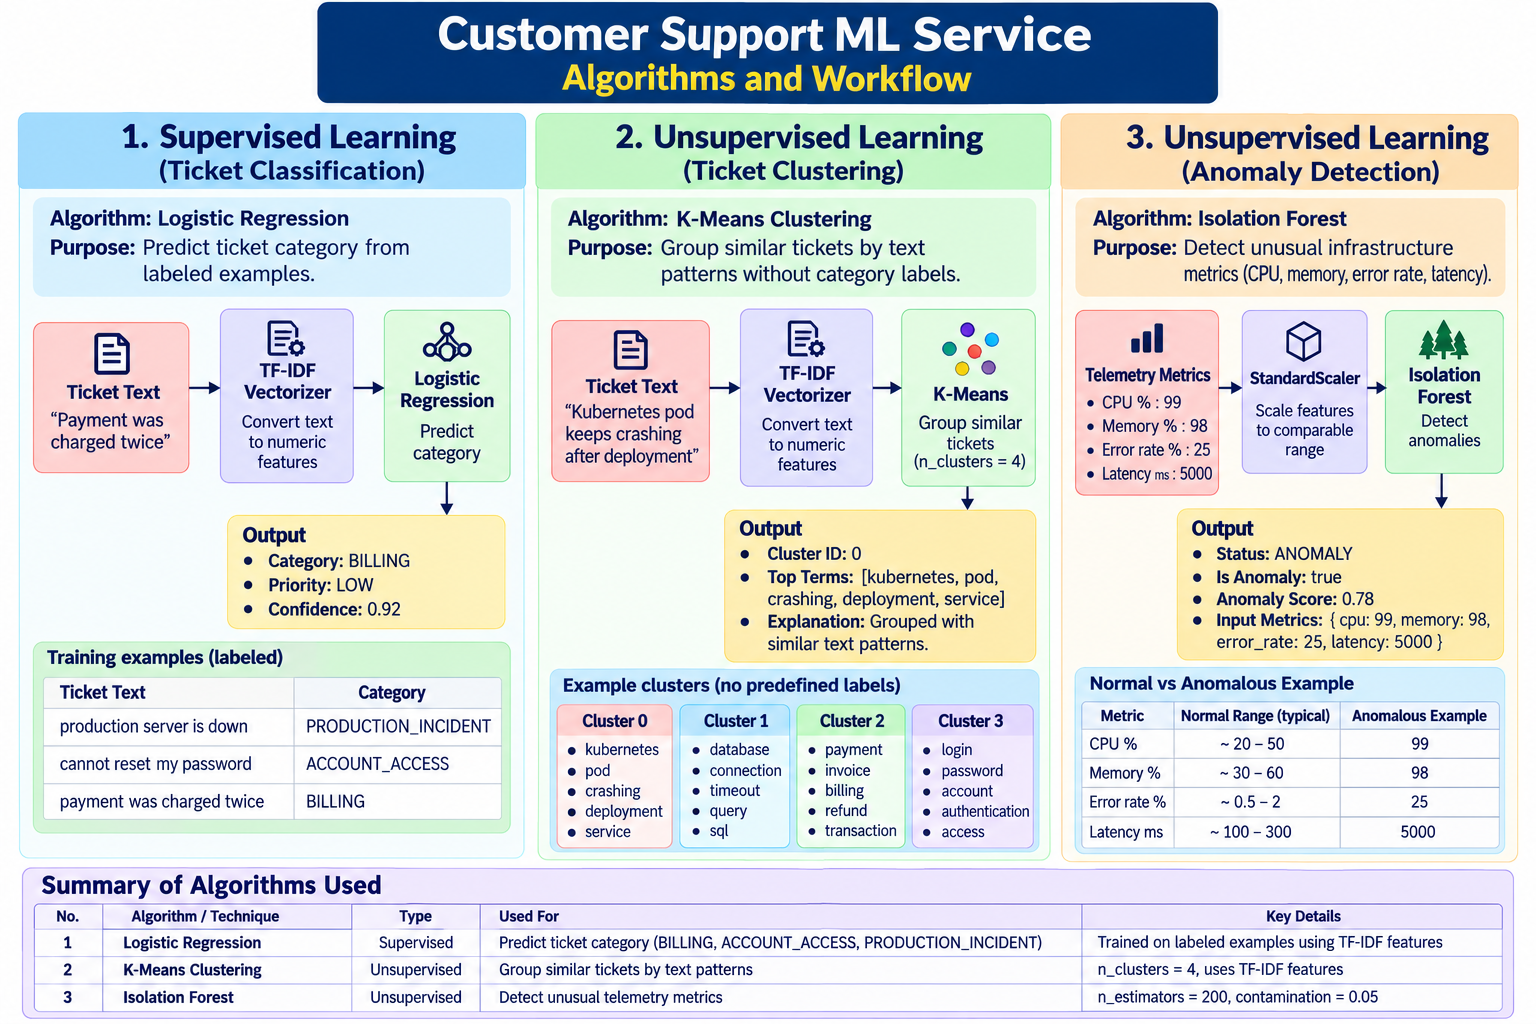 Customer Support ML Service
Algorithms and Workflow
1. Supervised Learning
(Ticket Classification)
Algorithm: Logistic Regression
Purpose: Predict ticket category from
labeled examples.
Ticket Text
“Payment was
charged twice”
TF-IDF
Vectorizer
Convert text
to numeric
features
Logistic
Regression
Predict
category
Output
● Category: BILLING
● Priority: LOW
● Confidence: 0.92
Training examples (labeled)
Ticket Text Category
production server is down PRODUCTION_INCIDENT
cannot reset my password ACCOUNT_ACCESS
payment was charged twice BILLING
2. Unsupervised Learning
(Ticket Clustering)
Algorithm: K-Means Clustering
Purpose: Group similar tickets by text
patterns without category labels.
Ticket Text
“Kubernetes pod
keeps crashing
after deployment”
TF-IDF
Vectorizer
Convert text
to numeric
features
K-Means
Group similar
tickets
(n_clusters = 4)
Output
● Cluster ID: 0
● Top Terms: [kubernetes, pod,
crashing, deployment, service]
● Explanation: Grouped with
similar text patterns.
Example clusters (no predefined labels)
Cluster 0
● kubernetes
● pod
● crashing
● deployment
● service
Cluster 1
● database
● connection
● timeout
● query
● sql
Cluster 2
● payment
● invoice
● billing
● refund
● transaction
Cluster 3
● login
● password
● account
● authentication
● access
3. Unsupervised Learning
(Anomaly Detection)
Algorithm: Isolation Forest
Purpose: Detect unusual infrastructure
metrics (CPU, memory, error rate, latency).
Telemetry Metrics
● CPU % : 99
● Memory % : 98
● Error rate % : 25
● Latency ms : 5000
StandardScaler
Scale features
to comparable
range
Isolation
Forest
Detect
anomalies
Output
● Status: ANOMALY
● Is Anomaly: true
● Anomaly Score: 0.78
● Input Metrics: { cpu: 99, memory: 98,
error_rate: 25, latency: 5000 }
Normal vs Anomalous Example
Metric Normal Range (typical) Anomalous Example
CPU % ~ 20 – 50 99
Memory % ~ 30 – 60 98
Error rate % ~ 0.5 – 2 25
Latency ms ~ 100 – 300 5000
Summary of Algorithms Used
No. Algorithm / Technique Type Used For Key Details
1 Logistic Regression Supervised Predict ticket category (BILLING, ACCOUNT_ACCESS, PRODUCTION_INCIDENT) Trained on labeled examples using TF-IDF features
2 K-Means Clustering Unsupervised Group similar tickets by text patterns n_clusters = 4, uses TF-IDF features
3 Isolation Forest Unsupervised Detect unusual telemetry metrics n_estimators = 200, contamination = 0.05